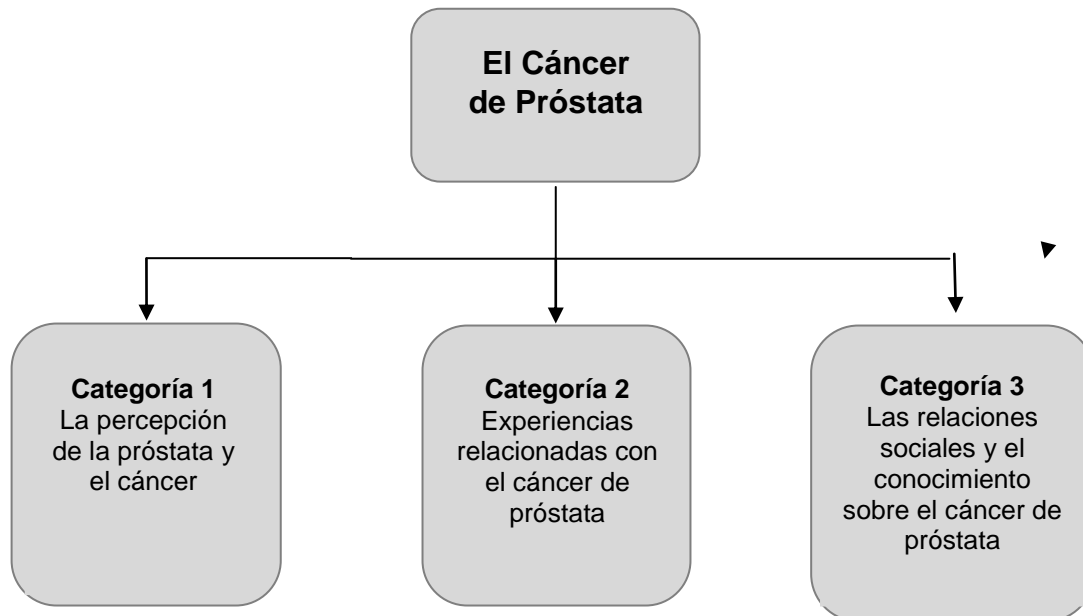 El Cáncer
de Próstata
Categoría 1
La percepción
de la próstata y
el cáncer
Categoría 2
Experiencias
relacionadas con
el cáncer de
próstata
Categoría 3
Las relaciones
sociales y el
conocimiento
sobre el cáncer de
próstata